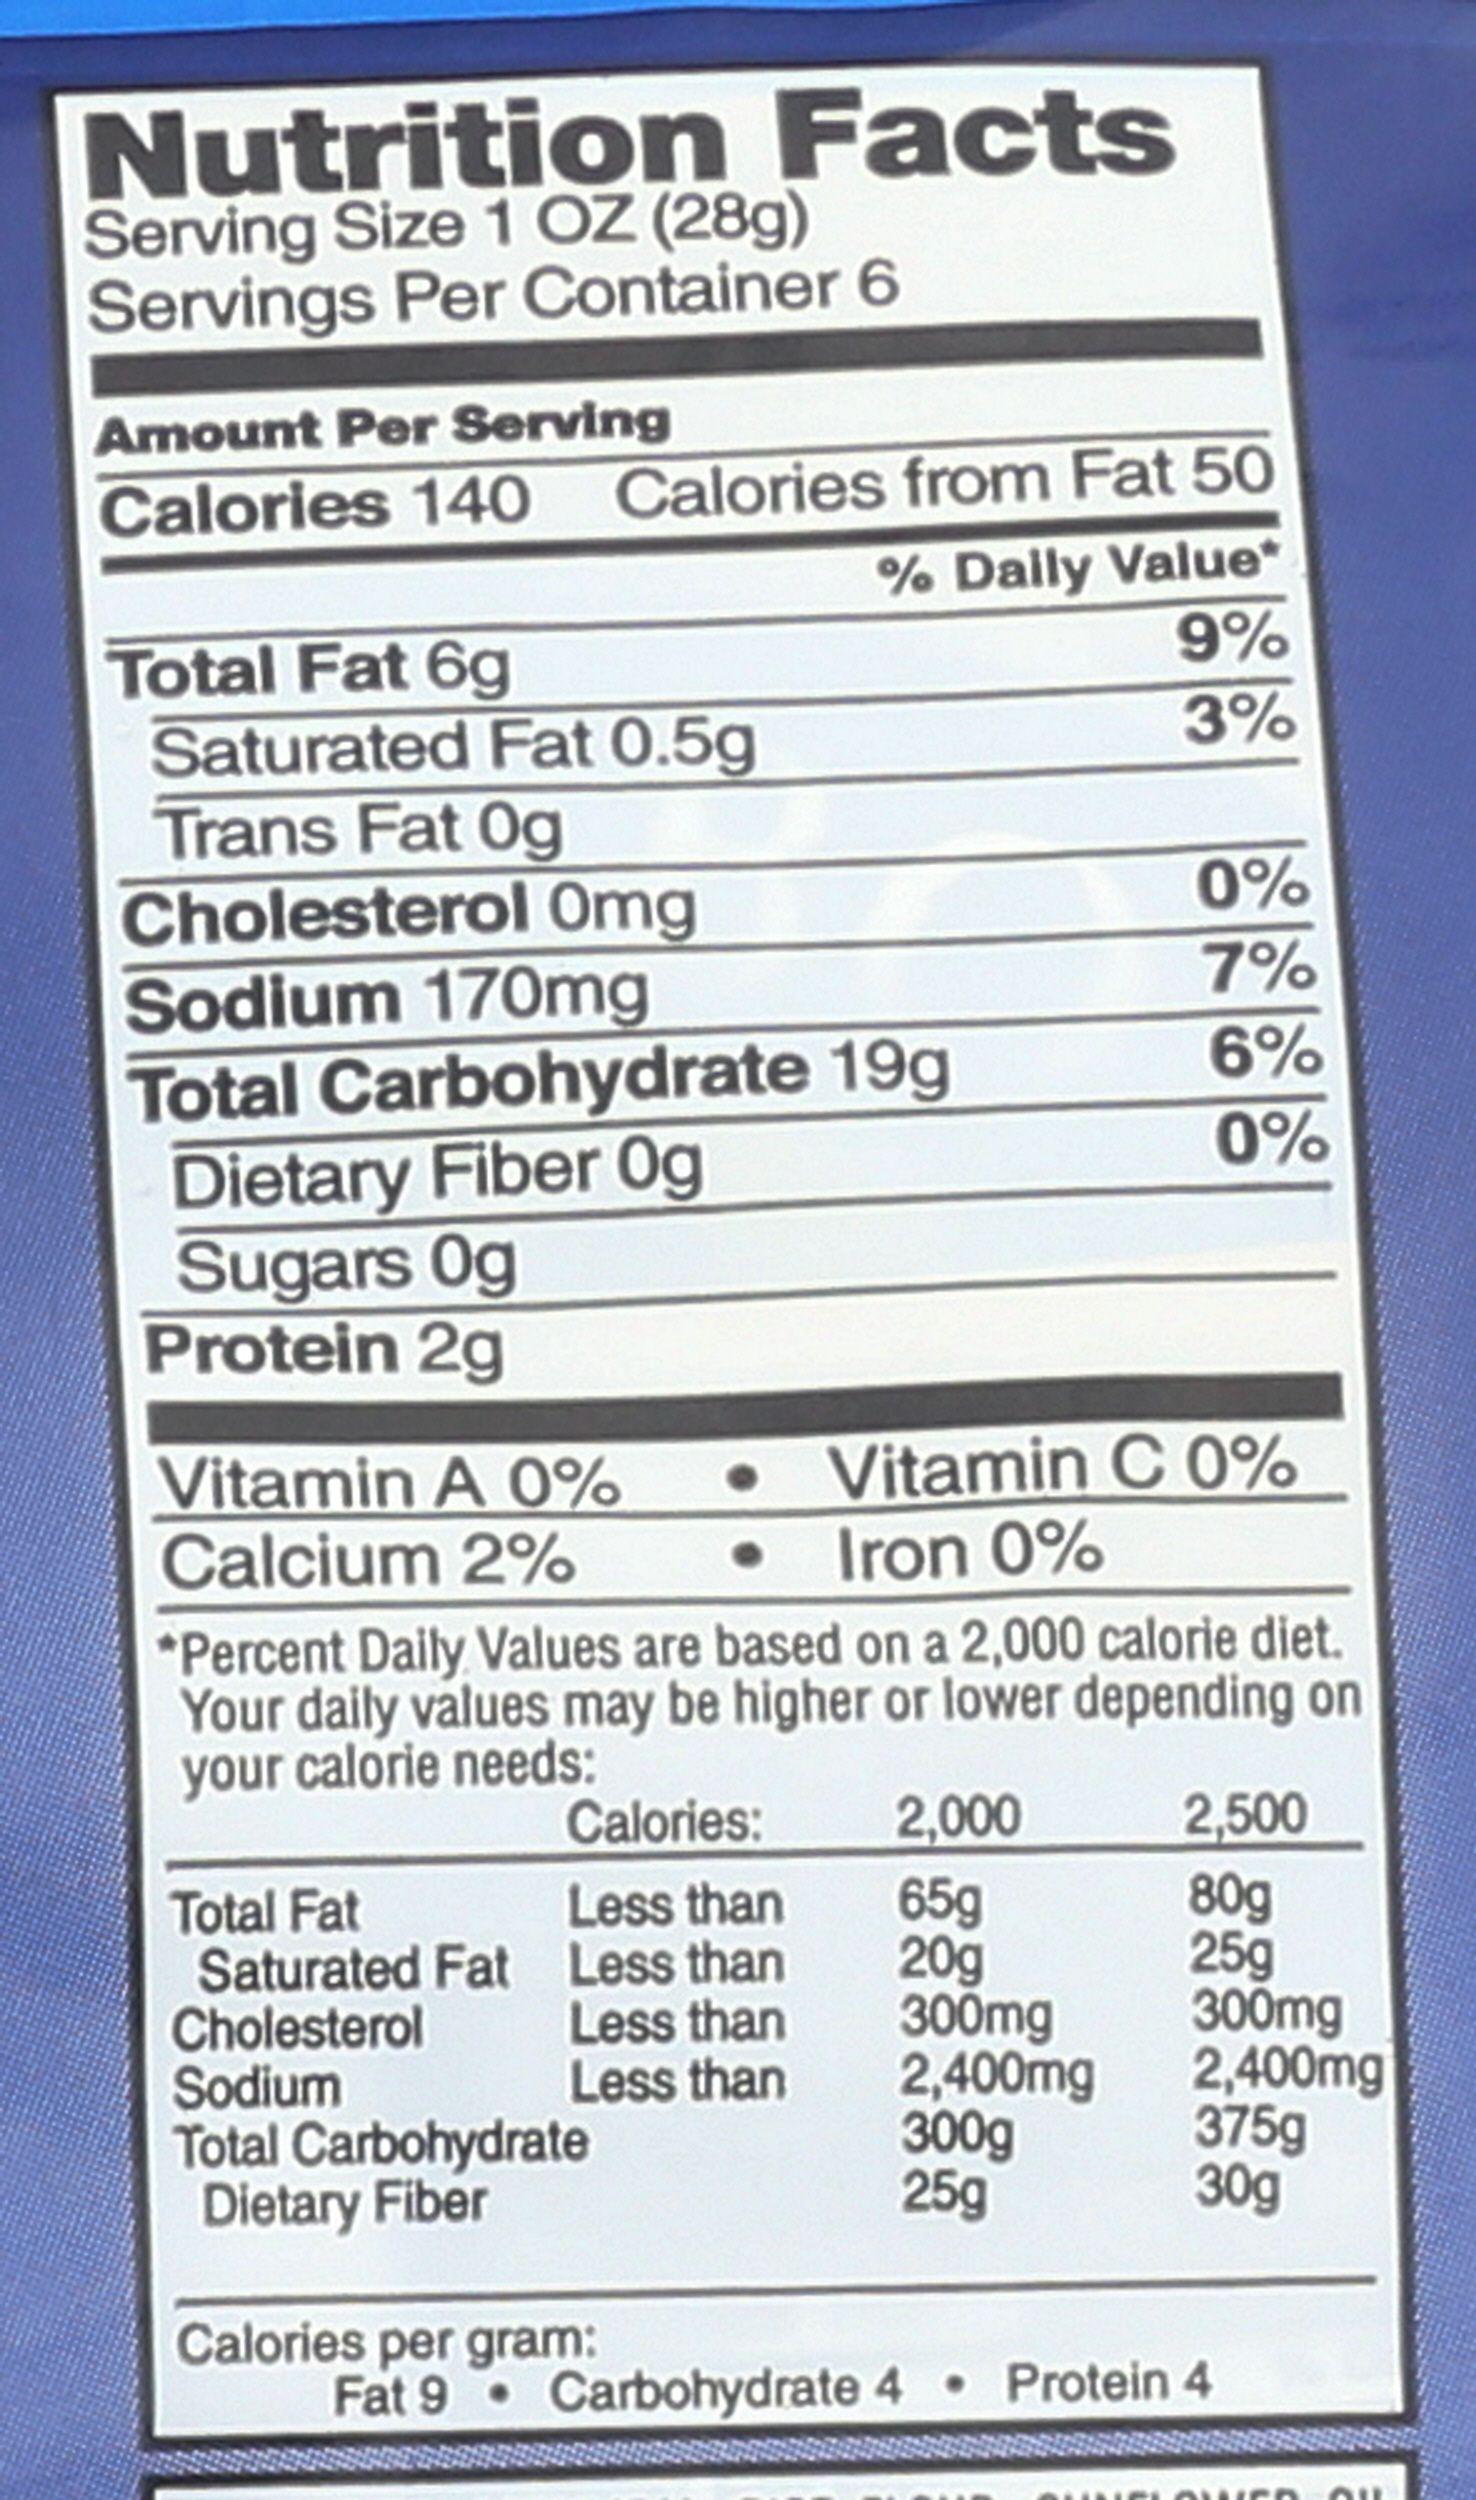 Nutrition Facts
Serving Size 1 OZ (28g)
Servings Per Container 6
Amount Per Serving
Calories 140 Calories from Fat 50
% Daily Value*
Total Fat 6g 9%
Saturated Fat 0.5g 3%
Trans Fat 0g
Cholesterol 0mg 0%
Sodium 170mg 7%
Total Carbohydrate 19g 6%
Dietary Fiber 0g 0%
Sugars 0g
Protein 2g
Vitamin A 0% • Vitamin C 0%
Calcium 2% • Iron 0%
*Percent Daily Values are based on a 2,000 calorie diet.
Your daily values may be higher or lower depending on
your calorie needs:
Calories: 2,000 2,500
Total Fat Less than 65g 80g
Saturated Fat Less than 20g 25g
Cholesterol Less than 300mg 300mg
Sodium Less than 2,400mg 2,400mg
Total Carbohydrate 300g 375g
Dietary Fiber 25g 30g
Calories per gram:
Fat 9 • Carbohydrate 4 • Protein 4